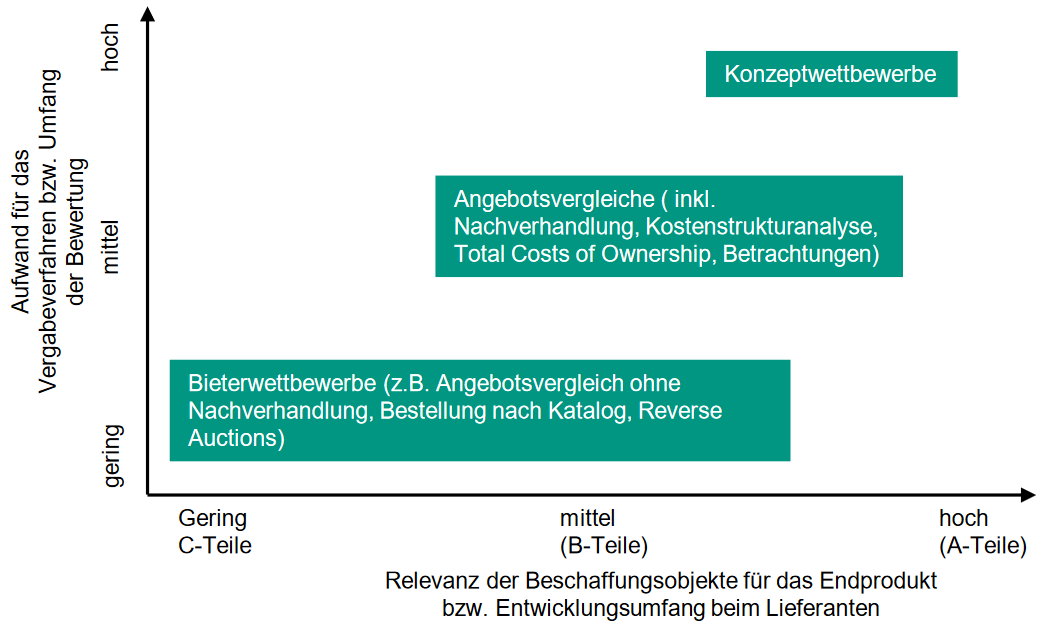 hoch
Konzeptwettbewerbe
Aufwand für das
Vergabeverfahren bzw. Umfang
der Bewertung
mittel
Angebotsvergleiche ( inkl.
Nachverhandlung, Kostenstrukturanalyse,
Total Costs of Ownership, Betrachtungen)
gering
Bieterwettbewerbe (z.B. Angebotsvergleich ohne
Nachverhandlung, Bestellung nach Katalog, Reverse
Auctions)
Gering
C-Teile
mittel
(B-Teile)
hoch
(A-Teile)
Relevanz der Beschaffungsobjekte für das Endprodukt
bzw. Entwicklungsumfang beim Lieferanten